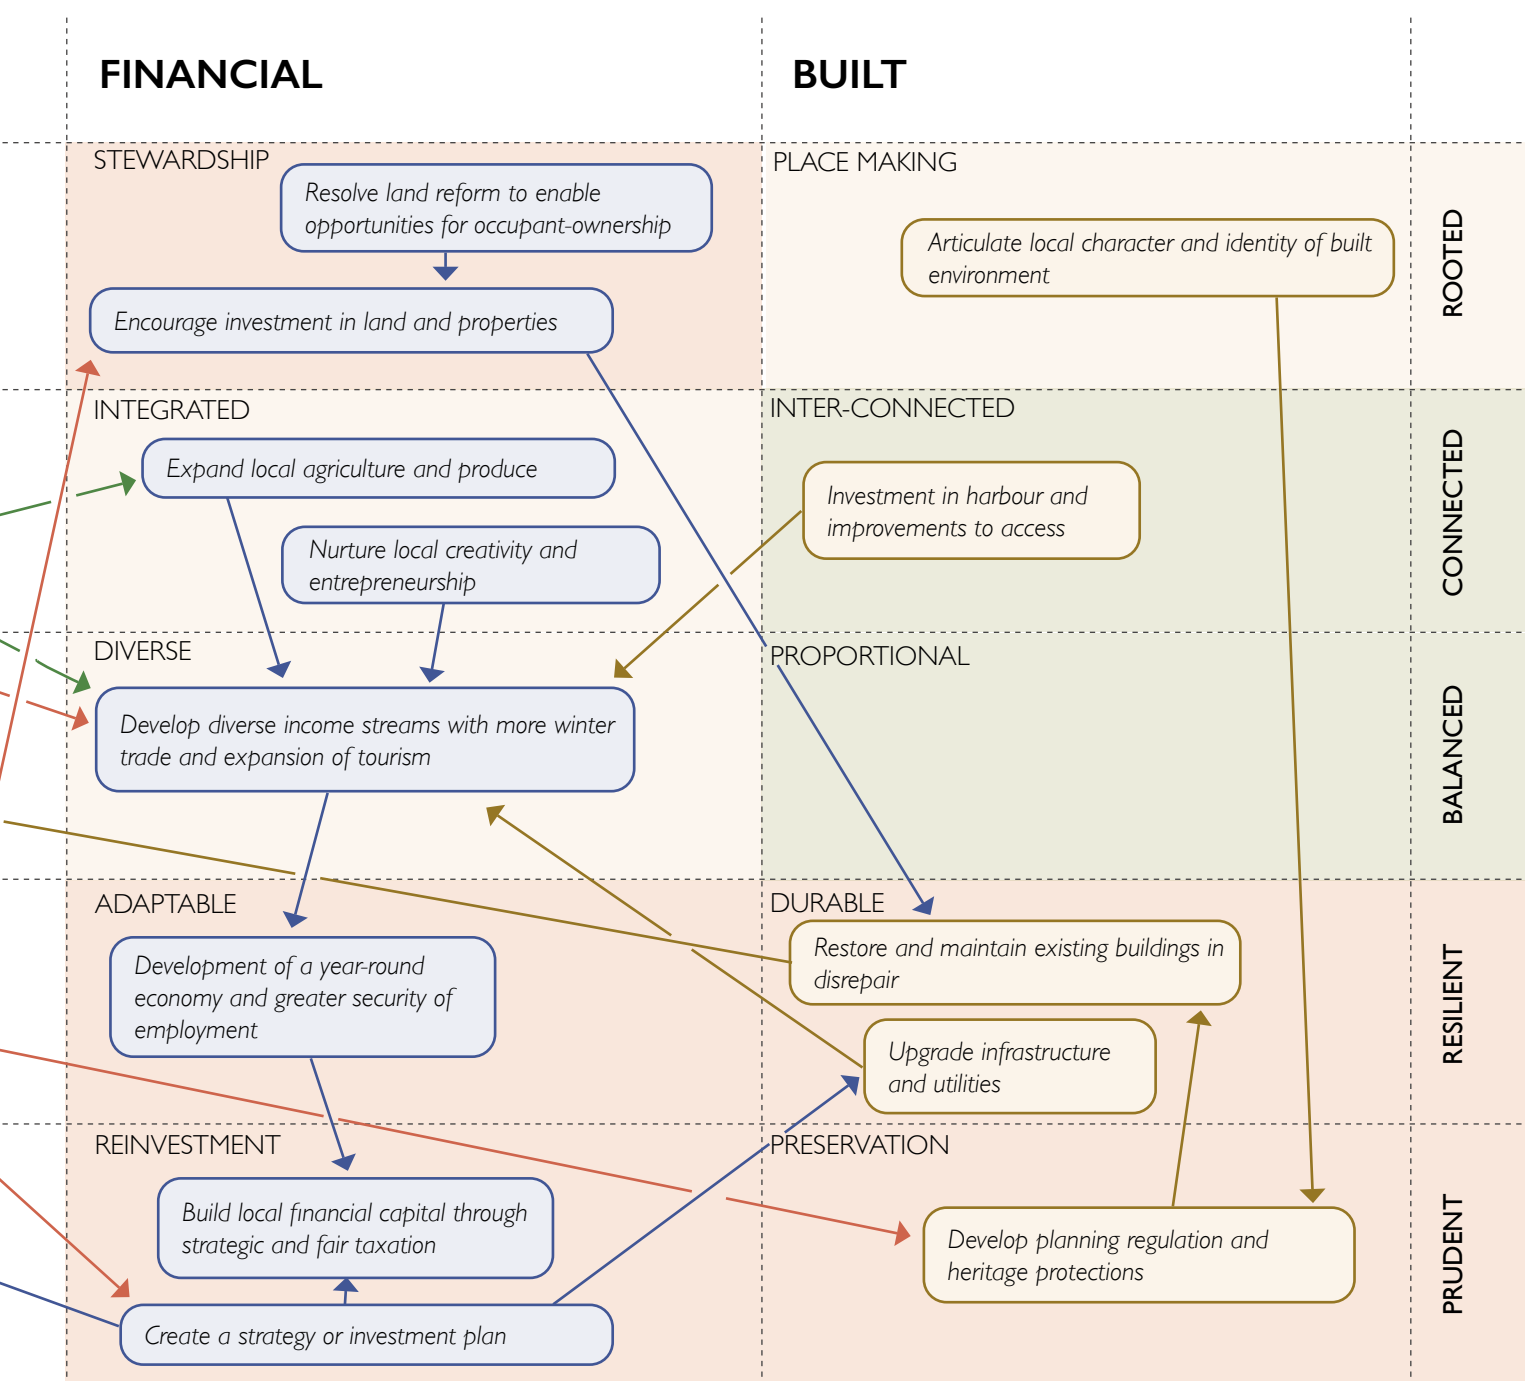 FINANCIAL
BUILT
STEWARDSHIP
Resolve land reform to enable
opportunities for occupant-ownership
Encourage investment in land and properties
PLACE MAKING
Articulate local character and identity of built
environment
ROOTED
INTEGRATED
Expand local agriculture and produce
Nurture local creativity and
entrepreneurship
INTER-CONNECTED
Investment in harbour and
improvements to access
CONNECTED
DIVERSE
Develop diverse income streams with more winter
trade and expansion of tourism
PROPORTIONAL
BALANCED
ADAPTABLE
Development of a year-round
economy and greater security of
employment
DURABLE
Restore and maintain existing buildings in
disrepair
Upgrade infrastructure
and utilities
RESILIENT
REINVESTMENT
Build local financial capital through
strategic and fair taxation
Create a strategy or investment plan
PRESERVATION
Develop planning regulation and
heritage protections
PRUDENT